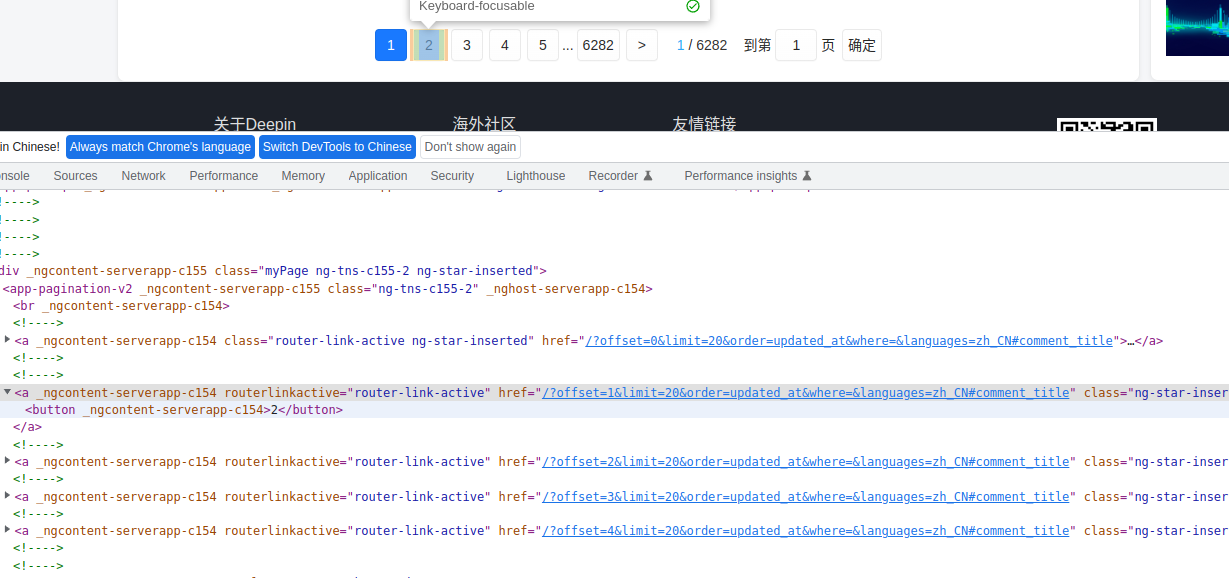 Keyboard-focusable
1 2 3 4 5 ... 6282 > 1 / 6282 到第 1 页 确定
关于Deepin 海外社区 友情链接
in Chinese! Always match Chrome's language Switch DevTools to Chinese Don't show again
nsole Sources Network Performance Memory Application Security Lighthouse Recorder Performance insights
!---->
!---->
!---->
!---->
div _ngcontent-serverapp-c155 class="myPage ng-tns-c155-2 ng-star-inserted">
<app-pagination-v2 _ngcontent-serverapp-c155 class="ng-tns-c155-2" _nghost-serverapp-c154>
<br _ngcontent-serverapp-c154>
<!---->
<a _ngcontent-serverapp-c154 class="router-link-active ng-star-inserted" href="/?offset=0&limit=20&order=updated_at&where=&languages=zh_CN#comment_title">…</a>
<!---->
<!---->
<a _ngcontent-serverapp-c154 routerlinkactive="router-link-active" href="/?offset=1&limit=20&order=updated_at&where=&languages=zh_CN#comment_title" class="ng-star-inser
<button _ngcontent-serverapp-c154>2</button>
</a>
<!---->
<a _ngcontent-serverapp-c154 routerlinkactive="router-link-active" href="/?offset=2&limit=20&order=updated_at&where=&languages=zh_CN#comment_title" class="ng-star-inser
<!---->
<a _ngcontent-serverapp-c154 routerlinkactive="router-link-active" href="/?offset=3&limit=20&order=updated_at&where=&languages=zh_CN#comment_title" class="ng-star-inser
<!---->
<a _ngcontent-serverapp-c154 routerlinkactive="router-link-active" href="/?offset=4&limit=20&order=updated_at&where=&languages=zh_CN#comment_title" class="ng-star-inser
<!---->
<!---->